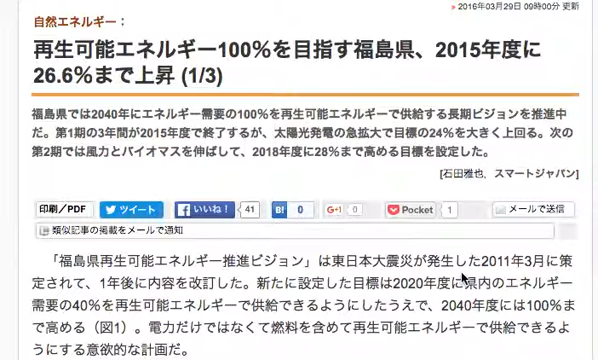 » 2016年03月29日 09時00分 更新
自然エネルギー：
再生可能エネルギー100％を目指す福島県、2015年度に
26.6％まで上昇 (1/3)
福島県では2040年にエネルギー需要の100％を再生可能エネルギーで供給する長期ビジョンを推進中
だ。第1期の3年間が2015年度で終了するが、太陽光発電の急拡大で目標の24％を大きく上回る。次の
第2期では風力とバイオマスを伸ばして、2018年度に28％まで高める目標を設定した。
[石田雅也，スマートジャパン]
印刷／PDF ツイート いいね！ 41 B! 0 G+1 0 Pocket 1 メールで送信
類似記事の掲載をメールで通知
「福島県再生可能エネルギー推進ビジョン」は東日本大震災が発生した2011年3月に策
定されて、1年後に内容を改訂した。新たに設定した目標は2020年度に県内のエネルギー
需要の40％を再生可能エネルギーで供給できるようにしたうえで、2040年度には100％ま
で高める（図1）。電力だけではなくて燃料を含めて再生可能エネルギーで供給できるよ
うにする意欲的な計画だ。